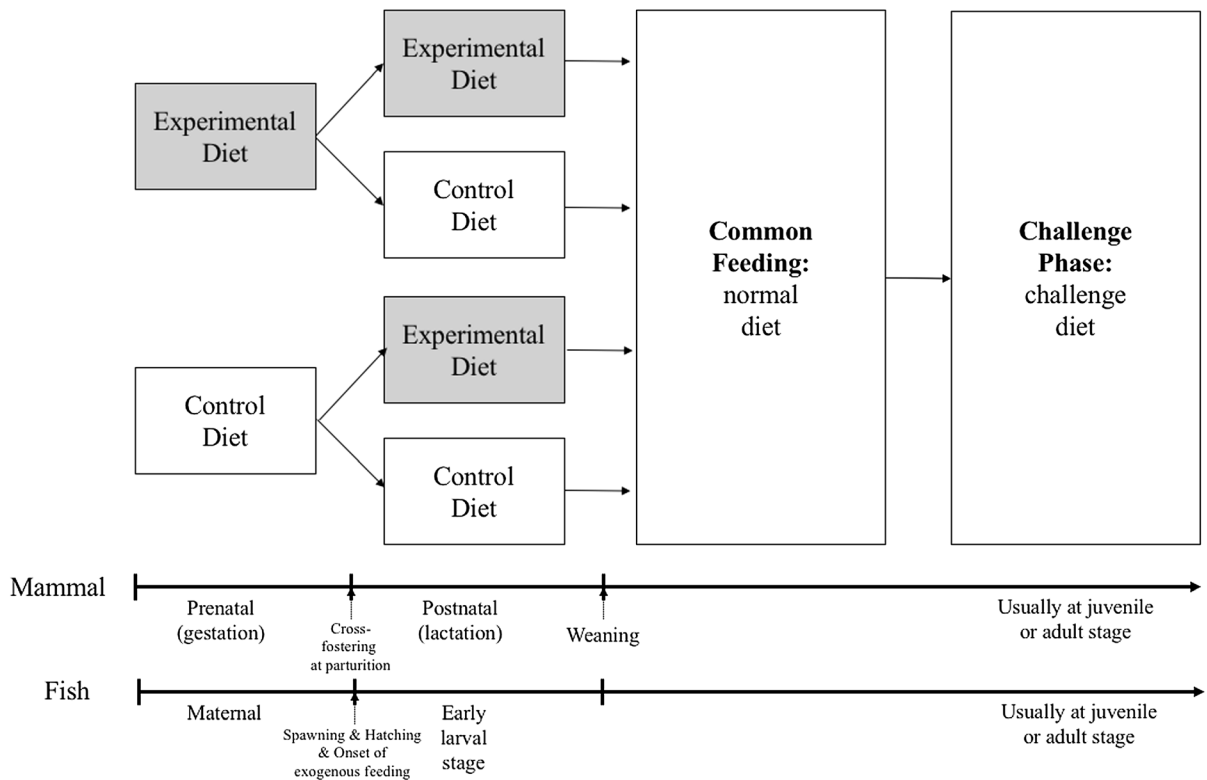 Experimental
Diet
Experimental
Diet
Control
Diet
Control
Diet
Experimental
Diet
Control
Diet
Common
Feeding:
normal
diet
Challenge
Phase:
challenge
diet
Mammal
Prenatal
(gestation)
Cross-
fostering
at parturition
Postnatal
(lactation)
Weaning
Usually at juvenile
or adult stage
Fish
Maternal
Spawning & Hatching
& Onset of
exogenous feeding
Early
larval
stage
Usually at juvenile
or adult stage